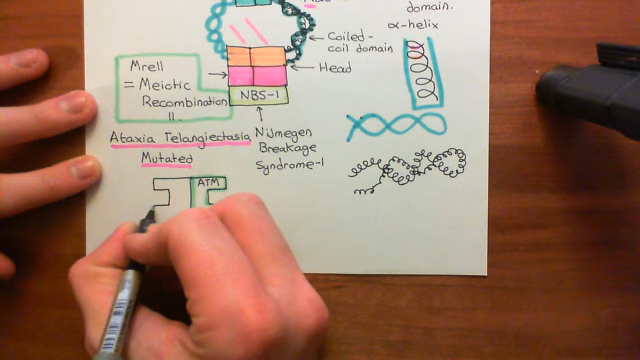 domain.
α-helix
Coiled-
coil domain
Head
Mre11
= Meiotic
Recombination
11.
NBS-1
Ataxia Telangiectasia
Mutated
Nijmegen
Breakage
Syndrome-1
ATM